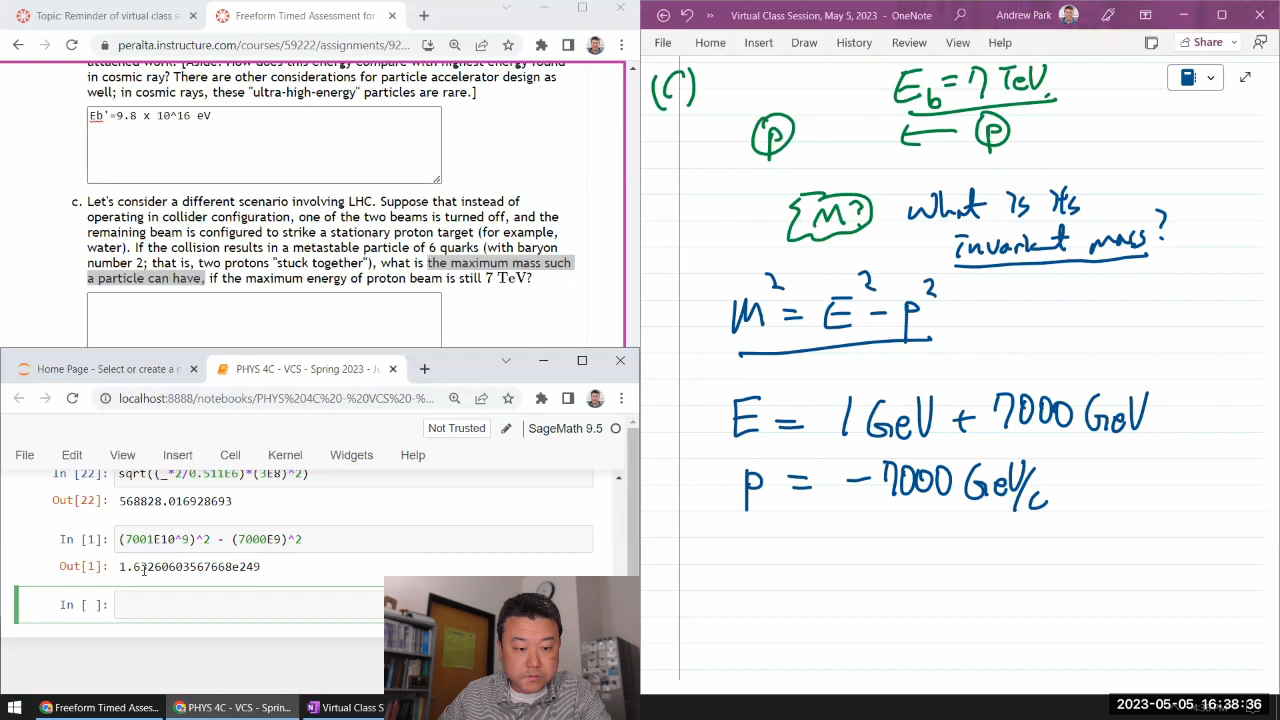 Topic: Reminder of virtual class s
Freeform Timed Assessment for
peralta.instructure.com/courses/59222/assignments/92...
attached work. [Aside: How does this energy compare with highest energy found
in cosmic ray? There are other considerations for particle accelerator design as
well; in cosmic rays, these "ultra-high-energy" particles are rare.]
Eb'=9.8 x 10^16 eV
c. Let's consider a different scenario involving LHC. Suppose that instead of
operating in collider configuration, one of the two beams is turned off, and the
remaining beam is configured to strike a stationary proton target (for example,
water). If the collision results in a metastable particle of 6 quarks (with baryon
number 2; that is, two protons "stuck together"), what is the maximum mass such
a particle can have, if the maximum energy of proton beam is still 7 TeV?
Home Page - Select or create a n
PHYS 4C - VCS - Spring 2023 - Ju
localhost:8888/notebooks/PHYS%204C%20-%20VCS%20-%...
Not Trusted
SageMath 9.5
File Edit View Insert Cell Kernel Widgets Help
In [22]: sqrt((_*2/0.511E6)*(3E8)^2)
Out[22]: 568828.016928693
In [1]: (7001E10^9)^2 - (7000E9)^2
Out[1]: 1.63260603567668e249
In [ ]:
Freeform Timed Asses...
PHYS 4C - VCS - Sprin...
Virtual Class Session, ...
Virtual Class Session, May 5, 2023 - OneNote
Andrew Park
File Home Insert Draw History Review View Help
Share
(C)
E_b = 7 TeV.
p
p
M?
What is its
invariant mass?
M² = E² - p²
E = 1 GeV + 7000 GeV
p = - 7000 GeV/c
2023-05-05 16:38:36